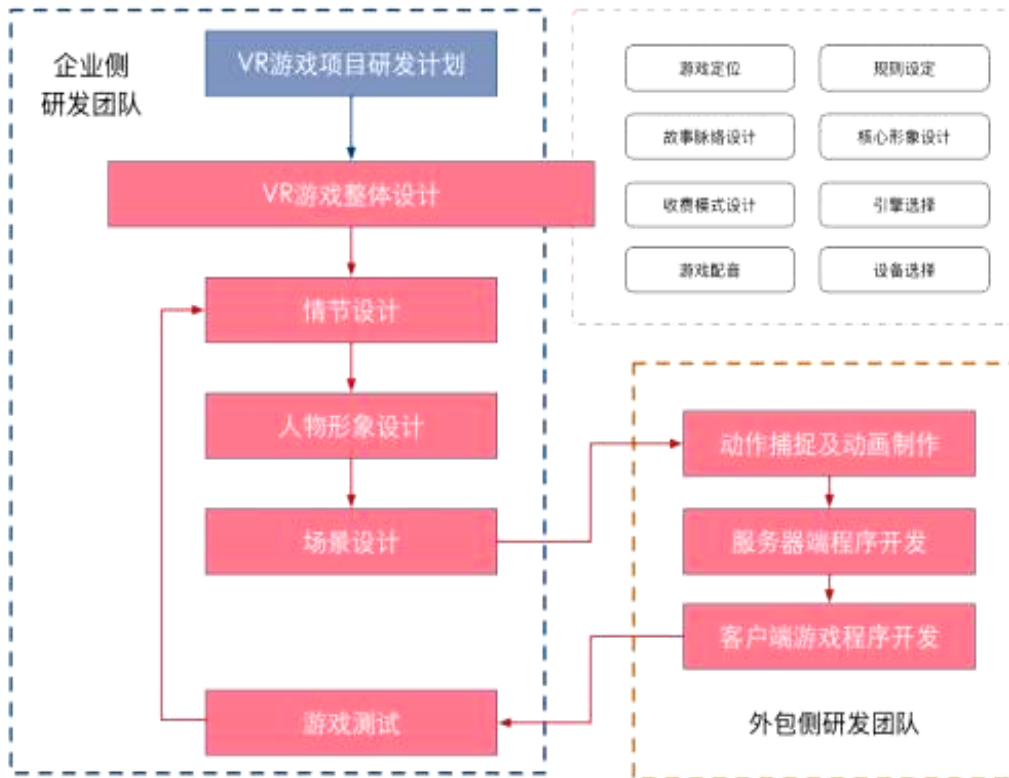 企业侧
研发团队
VR游戏项目研发计划
VR游戏整体设计
情节设计
人物形象设计
场景设计
游戏测试
游戏定位
规则设定
故事脉络设计
核心形象设计
收费模式设计
引擎选择
游戏配音
设备选择
动作捕捉及动画制作
服务器端程序开发
客户端游戏程序开发
外包侧研发团队